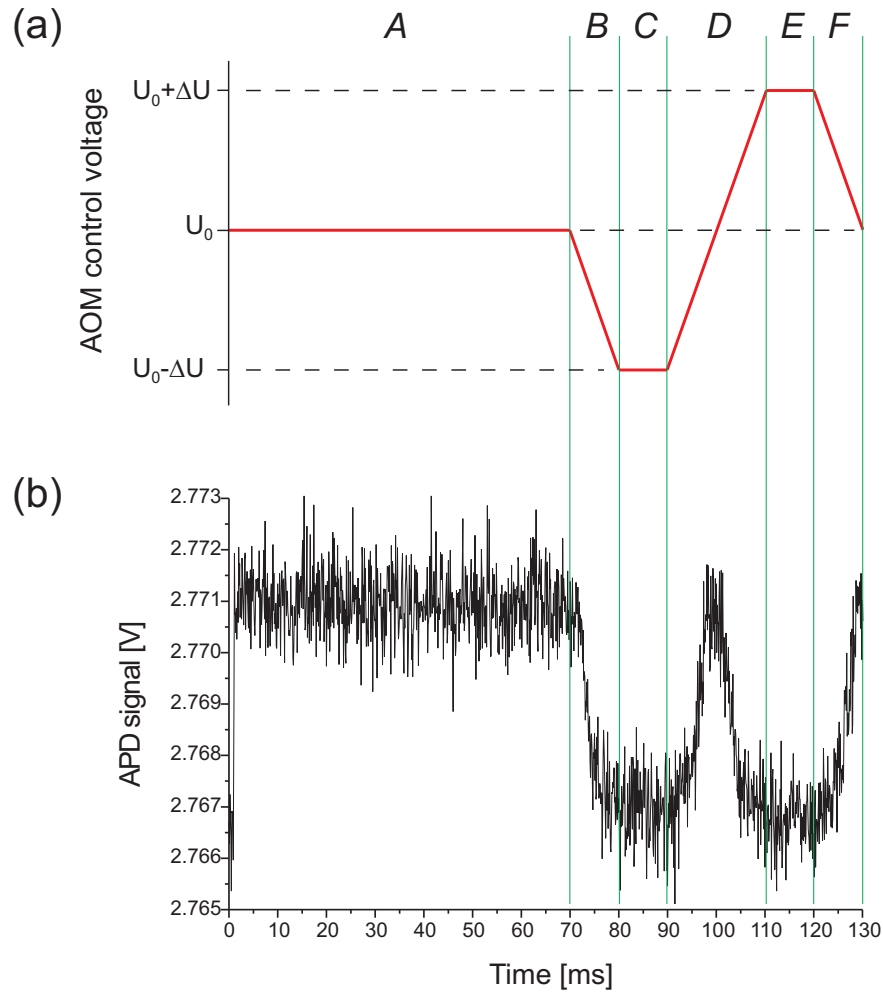 (a)
A B C D E F
AOM control voltage
U₀+ΔU
U₀
U₀-ΔU
(b)
APD signal [V]
2.773
2.772
2.771
2.770
2.769
2.768
2.767
2.766
2.765
0 10 20 30 40 50 60 70 80 90 100 110 120 130
Time [ms]